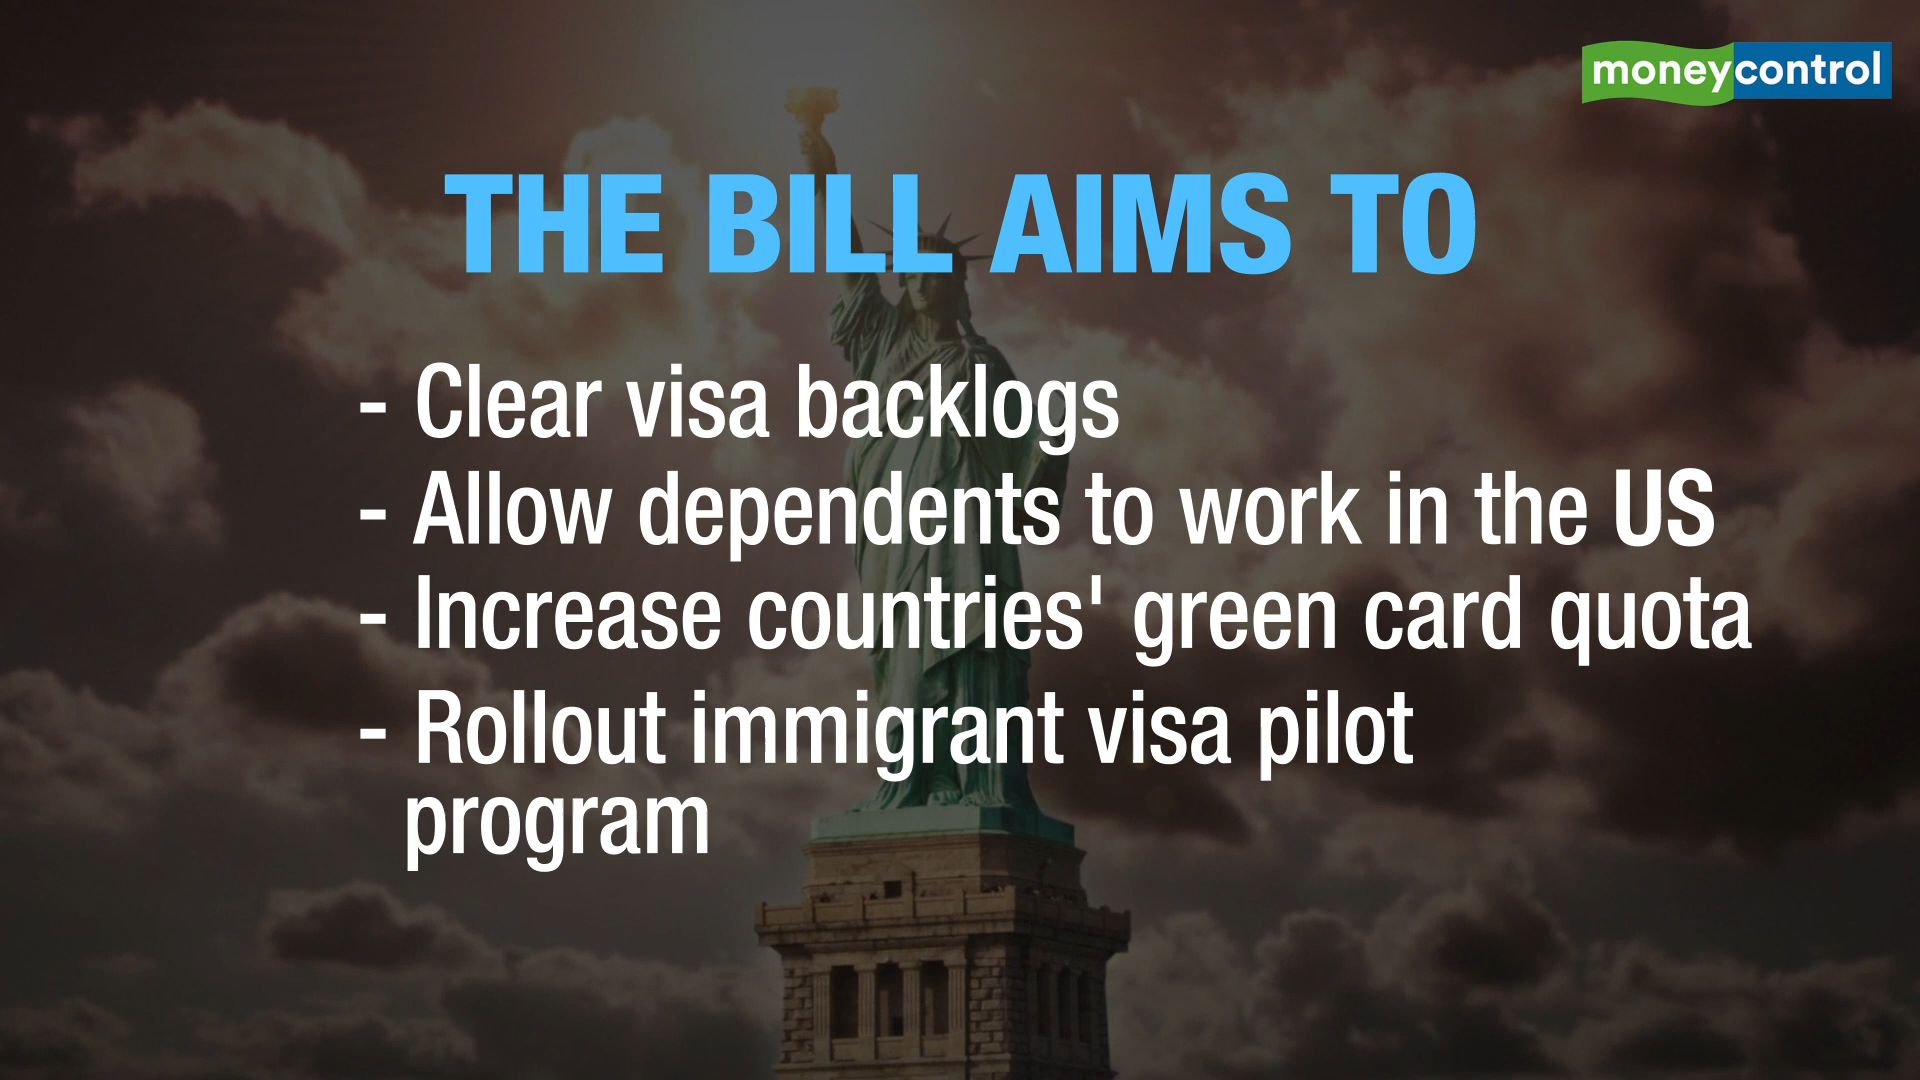 moneycontrol
THE BILL AIMS TO
- Clear visa backlogs
- Allow dependents to work in the US
- Increase countries' green card quota
- Rollout immigrant visa pilot
program